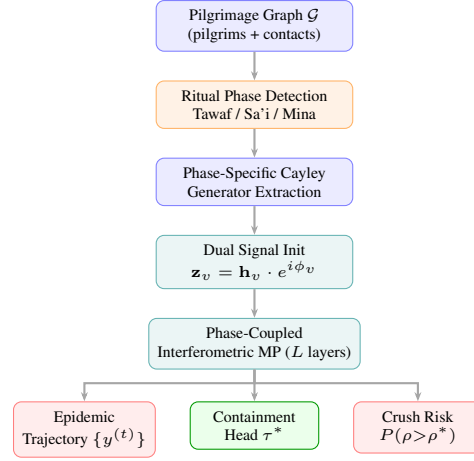 Pilgrimage Graph 𝒢
(pilgrims + contacts)
Ritual Phase Detection
Tawaf / Sa'i / Mina
Phase-Specific Cayley
Generator Extraction
Dual Signal Init
𝐳_v = 𝐡_v · e^{iϕ_v}
Phase-Coupled
Interferometric MP (L layers)
Epidemic
Trajectory {y^{(t)}}
Containment
Head τ*
Crush Risk
P(ρ>ρ*)